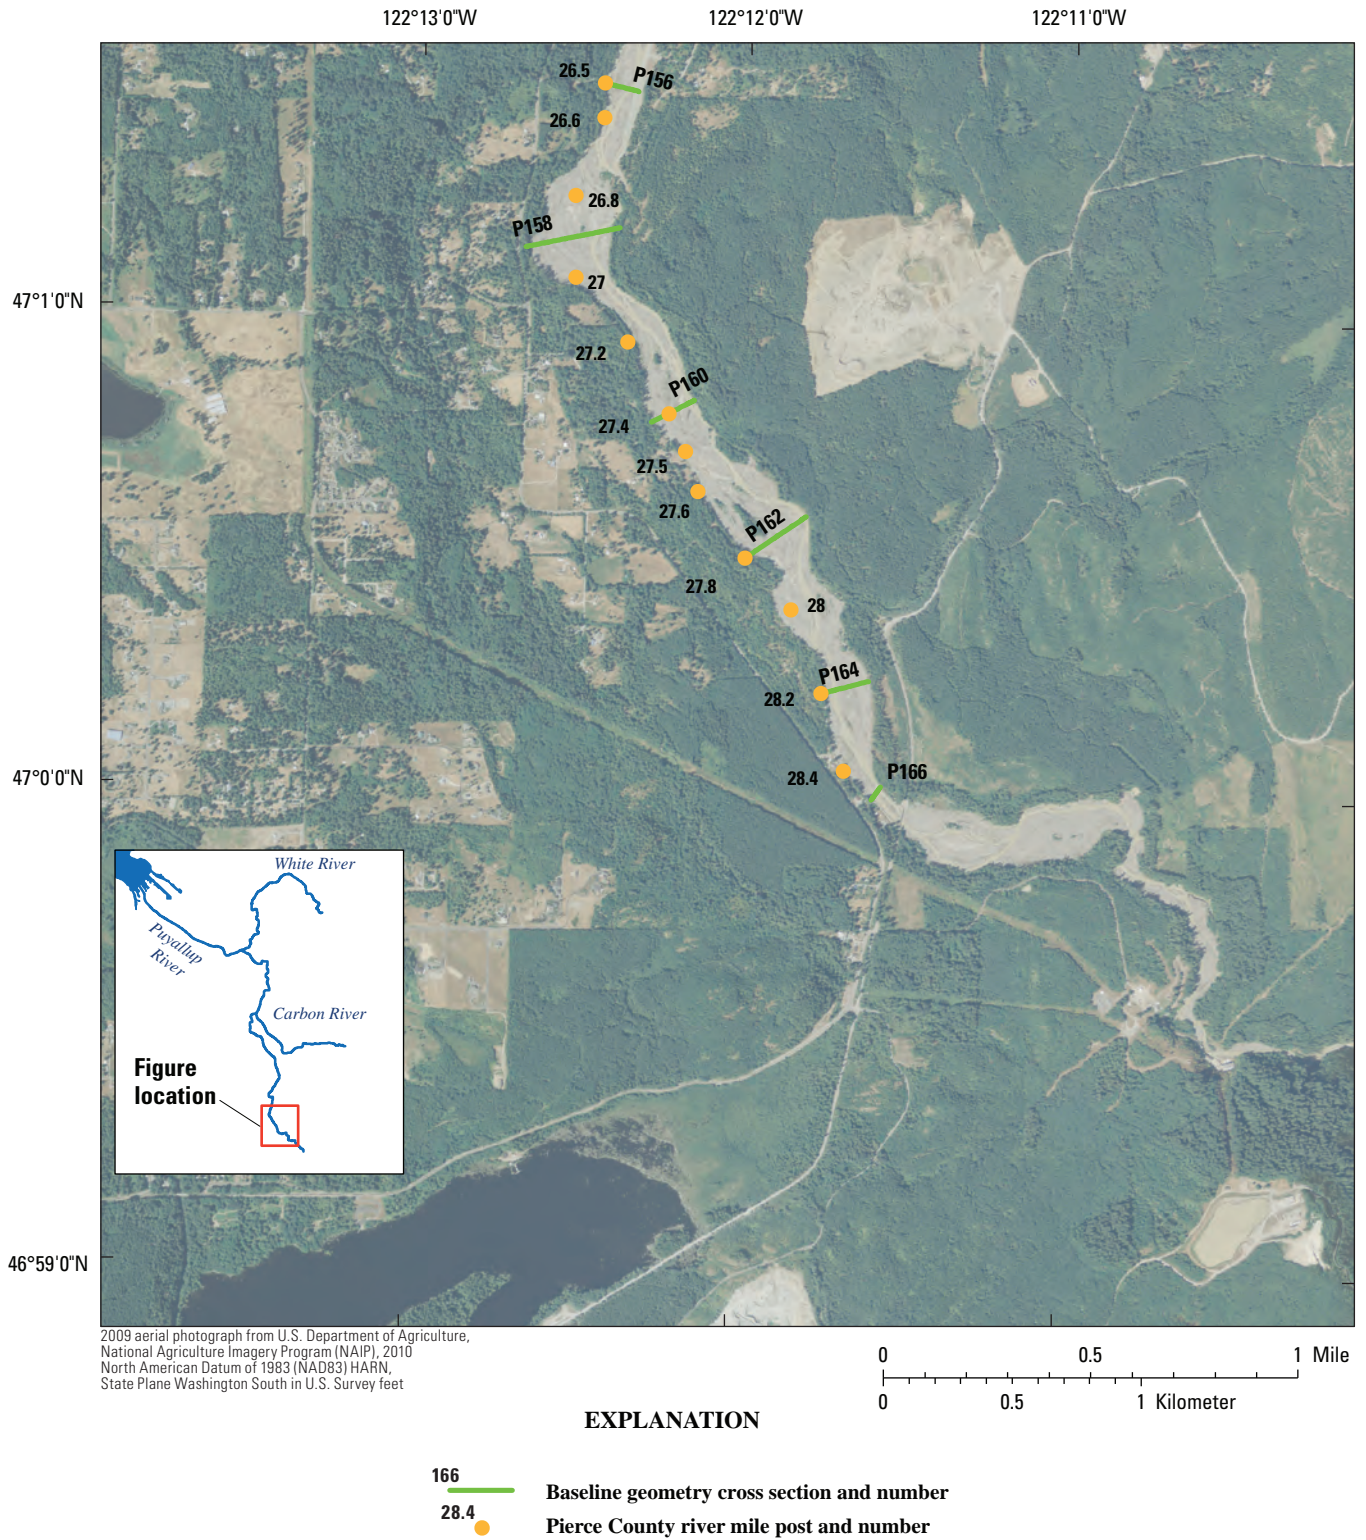 122°13'0"W
122°12'0"W
122°11'0"W
26.5
P156
26.6
26.8
P158
27
47°1'0"N
27.2
P160
27.4
27.5
27.6
P162
27.8
28
P164
28.2
47°0'0"N
28.4
P166
White River
Puyallup
River
Carbon River
Figure
location
46°59'0"N
2009 aerial photograph from U.S. Department of Agriculture,
National Agriculture Imagery Program (NAIP), 2010
North American Datum of 1983 (NAD83) HARN,
State Plane Washington South in U.S. Survey feet
0 0.5 1 Mile
0 0.5 1 Kilometer
EXPLANATION
166
Baseline geometry cross section and number
28.4
Pierce County river mile post and number